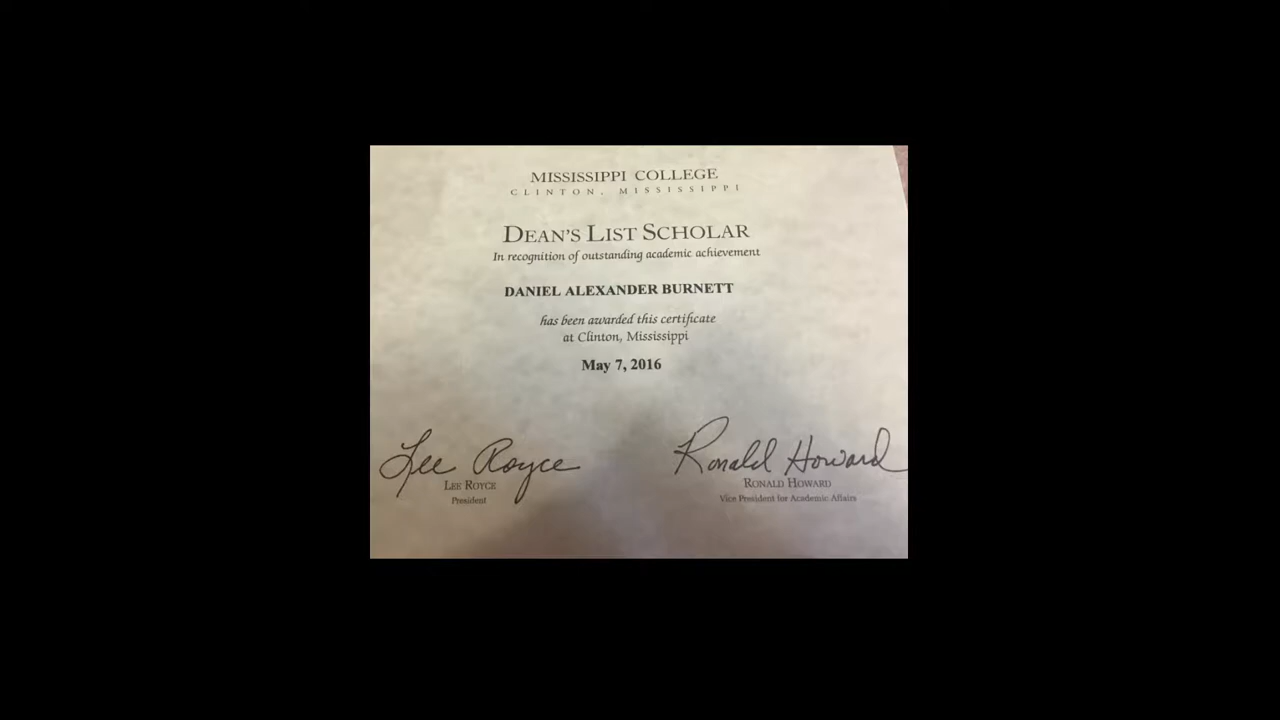 MISSISSIPPI COLLEGE
CLINTON, MISSISSIPPI
DEAN'S LIST SCHOLAR
In recognition of outstanding academic achievement
DANIEL ALEXANDER BURNETT
has been awarded this certificate
at Clinton, Mississippi
May 7, 2016
Lee Royce Ronald Howard
LEE ROYCE RONALD HOWARD
President Vice President for Academic Affairs